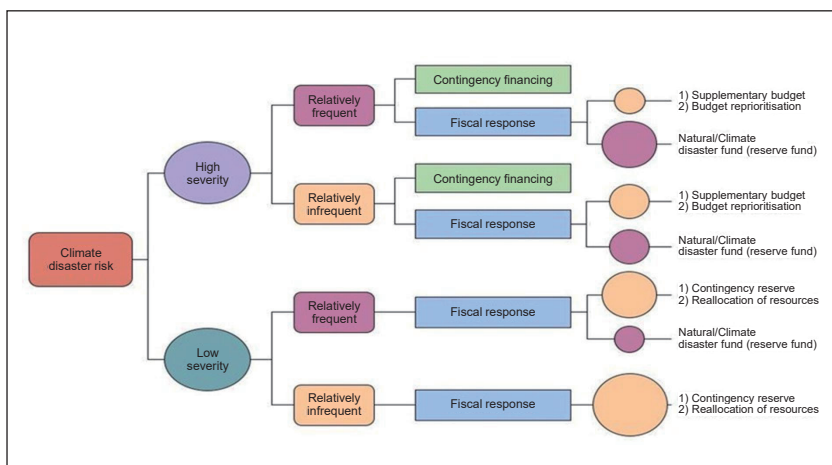 Climate
disaster risk
High
severity
Low
severity
Relatively
frequent
Relatively
infrequent
Relatively
frequent
Relatively
infrequent
Contingency financing
Fiscal response
Contingency financing
Fiscal response
Fiscal response
Fiscal response
1) Supplementary budget
2) Budget reprioritisation
Natural/Climate
disaster fund (reserve fund)
1) Supplementary budget
2) Budget reprioritisation
Natural/Climate
disaster fund (reserve fund)
1) Contingency reserve
2) Reallocation of resources
Natural/Climate
disaster fund (reserve fund)
1) Contingency reserve
2) Reallocation of resources